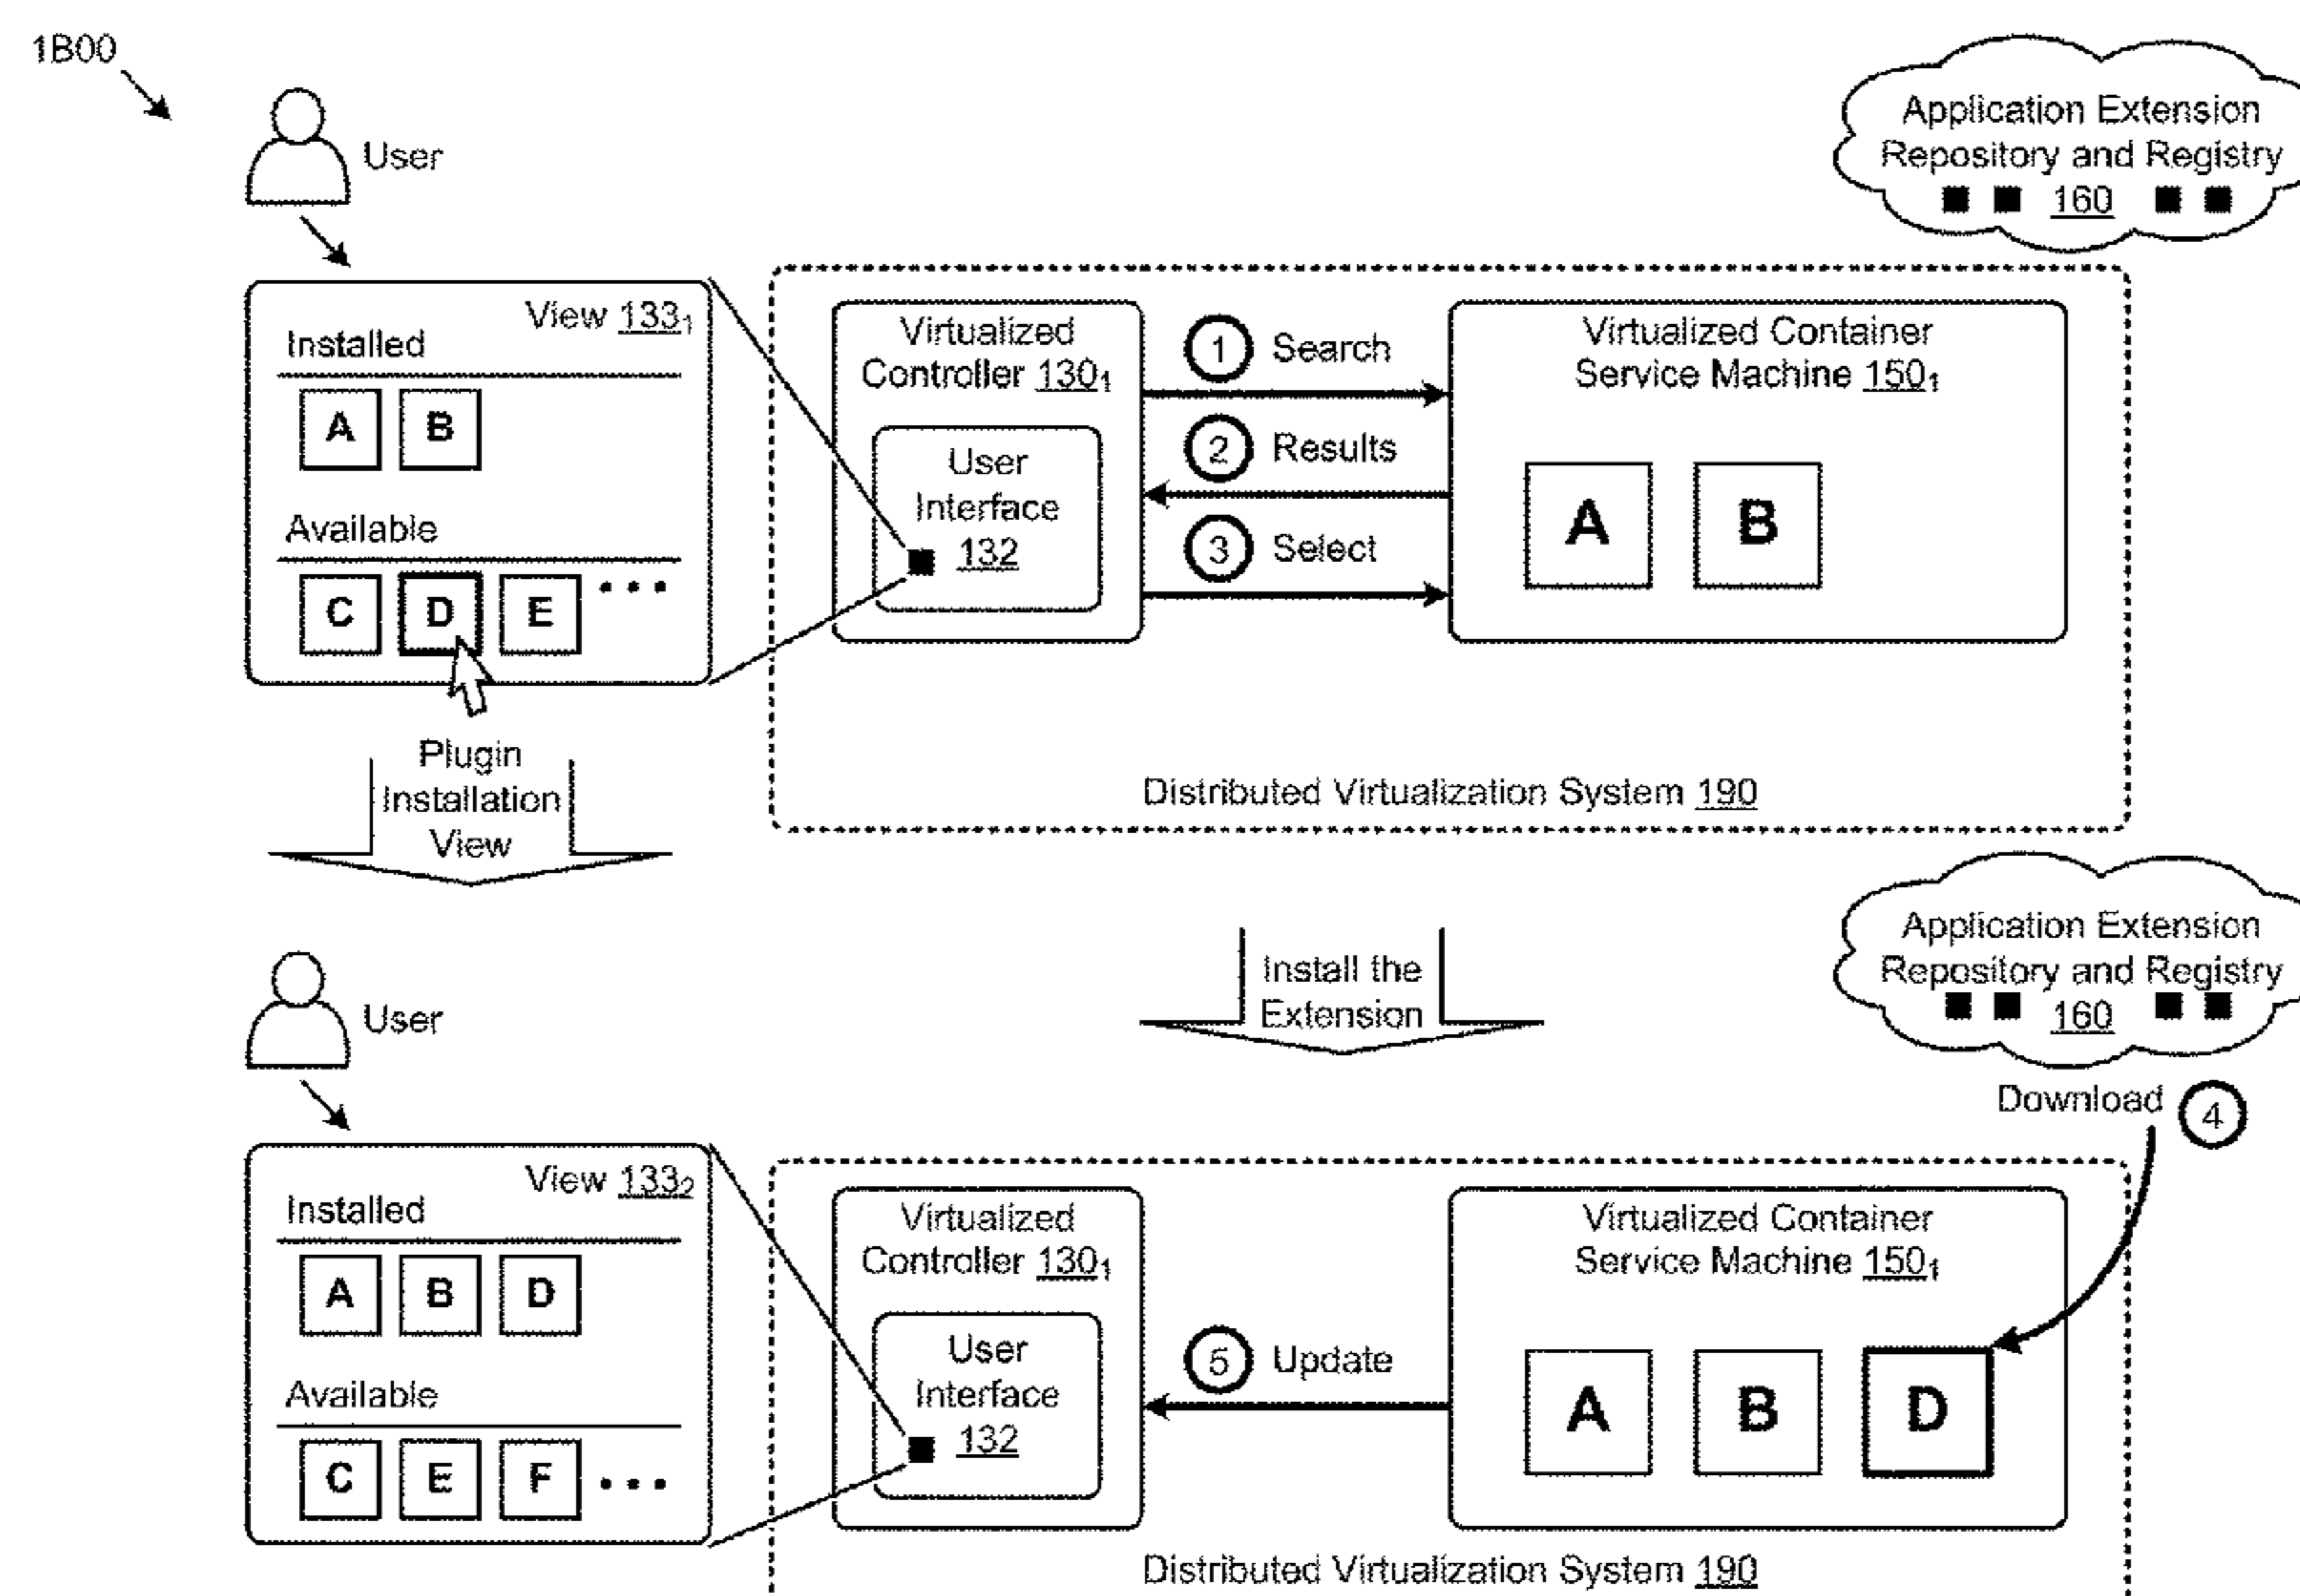 1B00
User
Application Extension
Repository and Registry
160
View 133₁
Installed
A B
Available
C D E ...
Virtualized
Controller 130₁
User
Interface
132
1 Search
2 Results
3 Select
Virtualized Container
Service Machine 150₁
A B
Distributed Virtualization System 190
Plugin
Installation
View
Install the
Extension
User
Application Extension
Repository and Registry
160
Download 4
View 133₂
Installed
A B D
Available
C E F ...
Virtualized
Controller 130₁
User
Interface
132
5 Update
Virtualized Container
Service Machine 150₁
A B D
Distributed Virtualization System 190